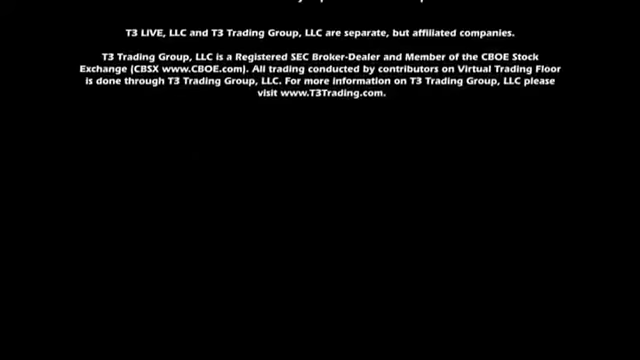 T3 LIVE, LLC and T3 Trading Group, LLC are separate, but affiliated companies.
T3 Trading Group, LLC is a Registered SEC Broker-Dealer and Member of the CBOE Stock
Exchange (CBSX www.CBOE.com). All trading conducted by contributors on Virtual Trading Floor
is done through T3 Trading Group, LLC. For more information on T3 Trading Group, LLC please
visit www.T3Trading.com.